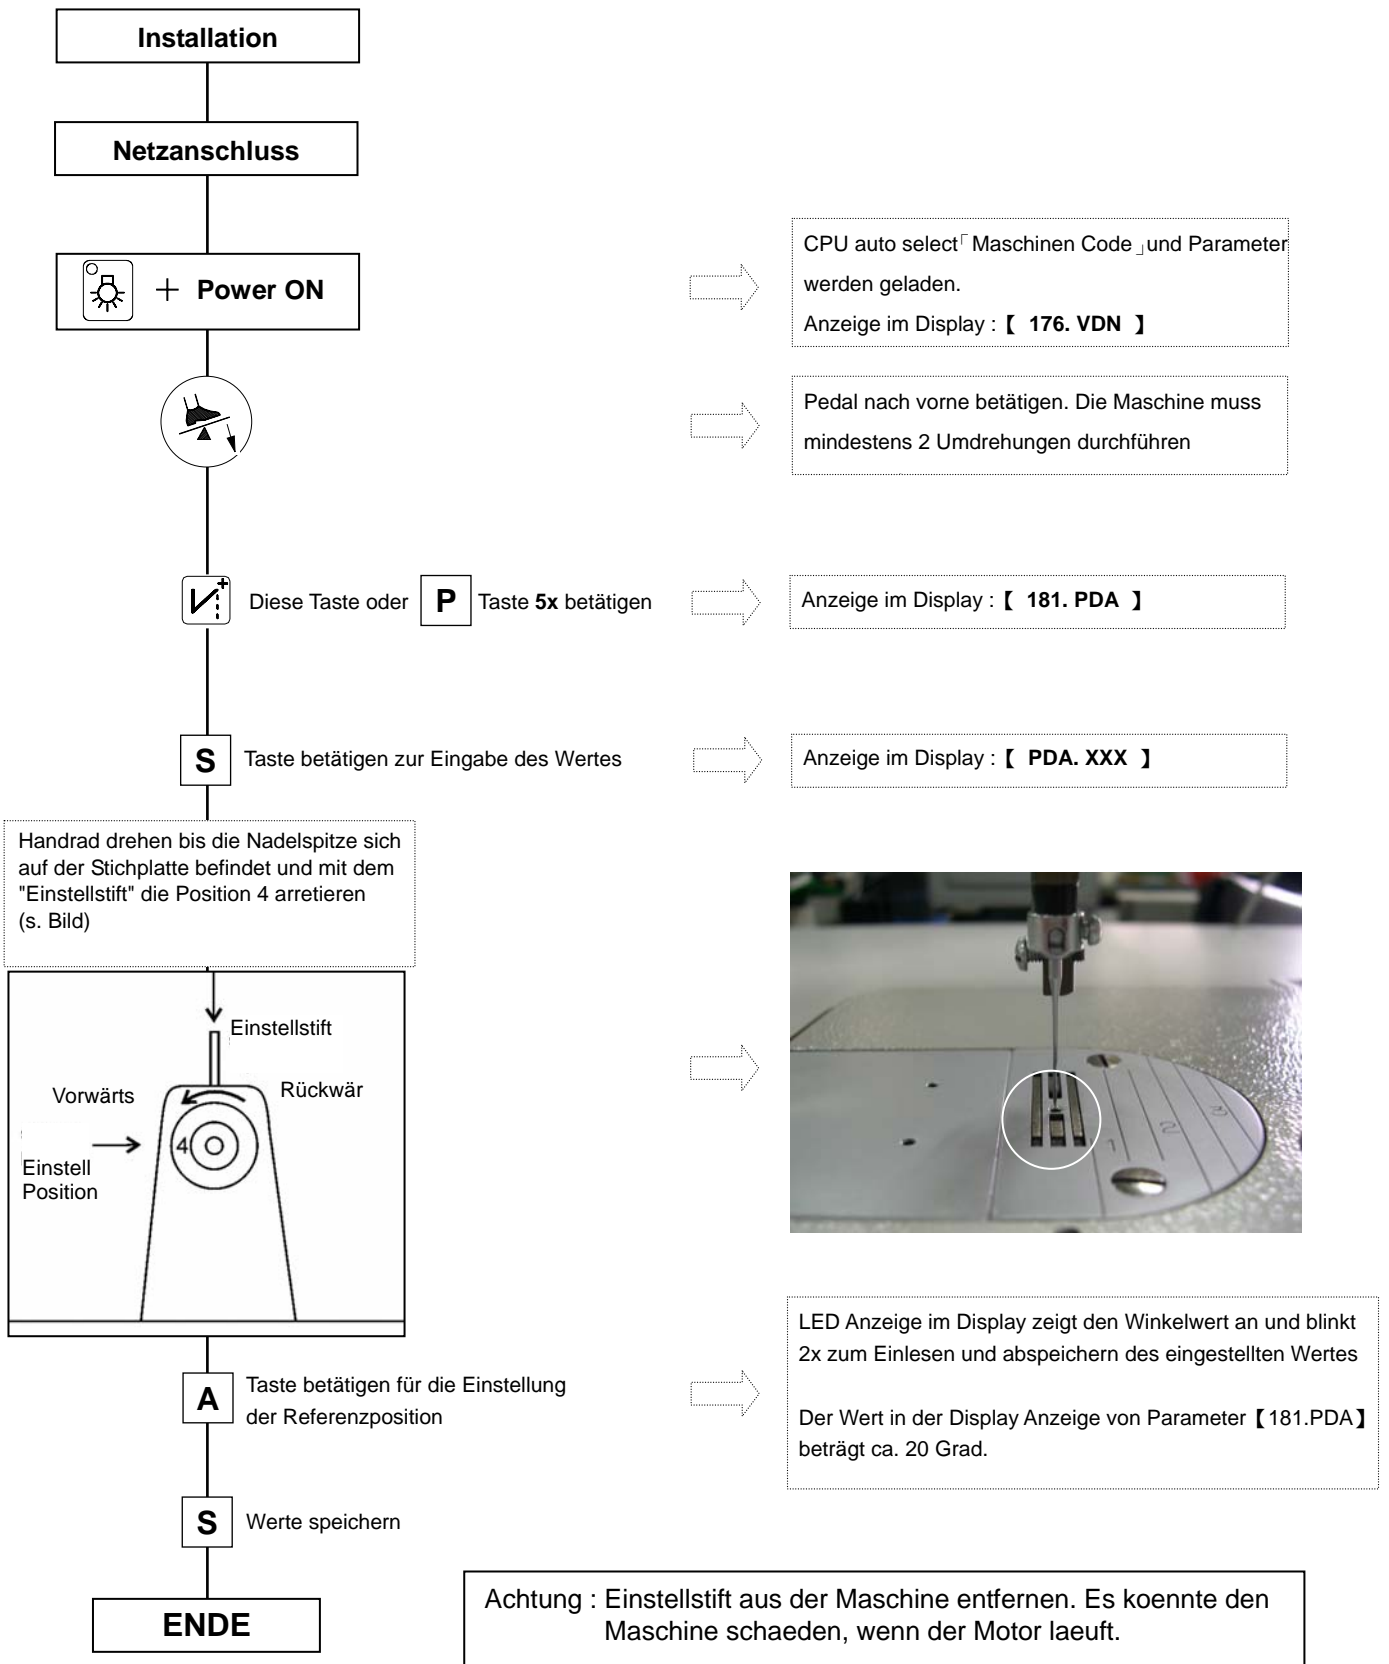 Installation
Netzanschluss
+ Power ON
CPU auto select「Maschinen Code」und Parameter
werden geladen.
Anzeige im Display :【 176. VDN 】
Pedal nach vorne betätigen. Die Maschine muss
mindestens 2 Umdrehungen durchführen
Diese Taste oder P Taste 5x betätigen
Anzeige im Display :【 181. PDA 】
S Taste betätigen zur Eingabe des Wertes
Anzeige im Display :【 PDA. XXX 】
Handrad drehen bis die Nadelspitze sich
auf der Stichplatte befindet und mit dem
"Einstellstift" die Position 4 arretieren
(s. Bild)
Einstellstift
Vorwärts
Rückwär
4
Einstell
Position
1
2
A Taste betätigen für die Einstellung
der Referenzposition
LED Anzeige im Display zeigt den Winkelwert an und blinkt
2x zum Einlesen und abspeichern des eingestellten Wertes
Der Wert in der Display Anzeige von Parameter【181.PDA】
beträgt ca. 20 Grad.
S Werte speichern
ENDE
Achtung : Einstellstift aus der Maschine entfernen. Es koennte den
Maschine schaeden, wenn der Motor laeuft.